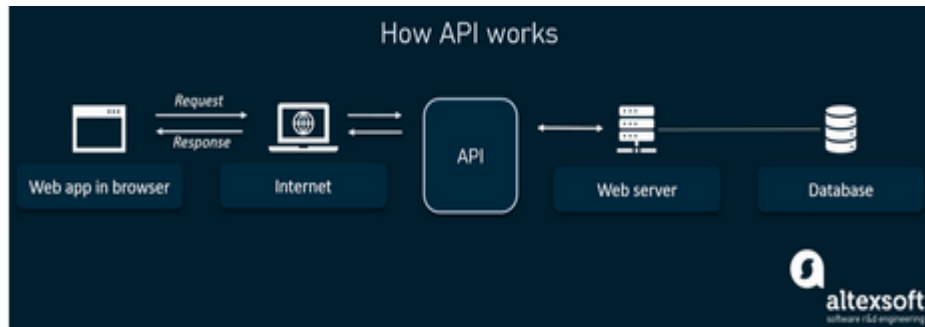 How API works
Request
Response
API
Web app in browser
Internet
Web server
Database
altexsoft
software r&d engineering